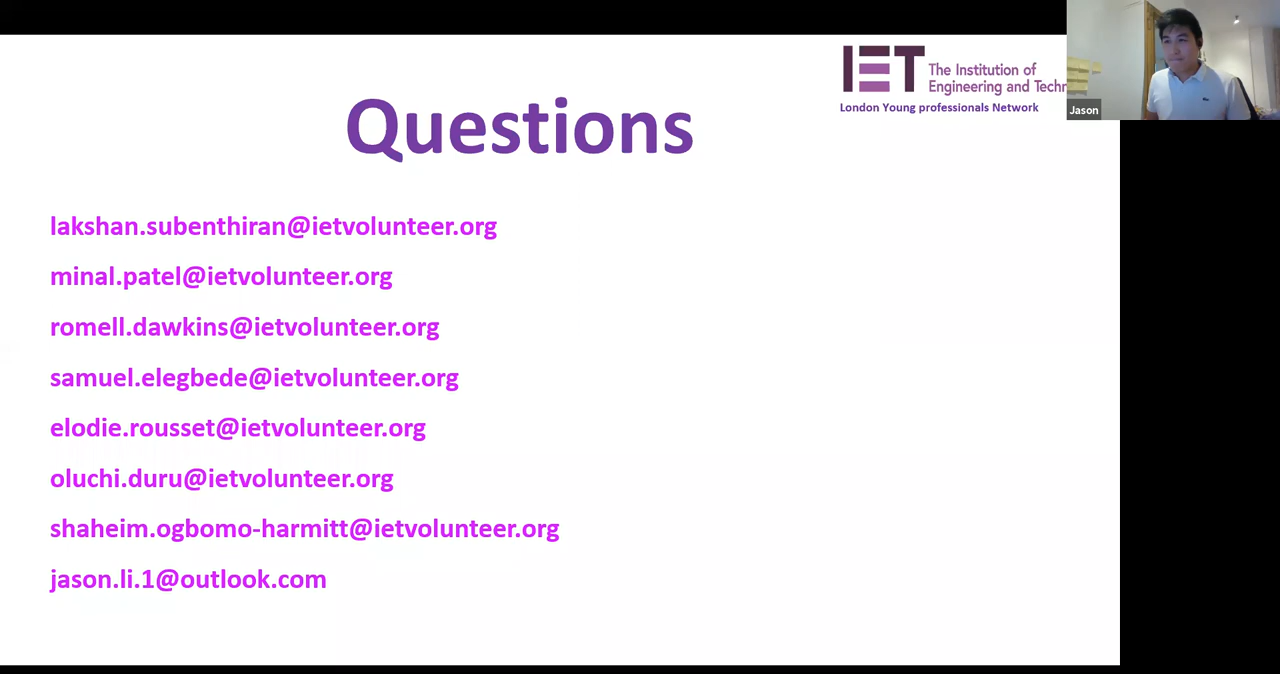 Questions
IET
The Institution of
Engineering and Techn
London Young professionals Network
Jason
lakshan.subenthiran@ietvolunteer.org
minal.patel@ietvolunteer.org
romell.dawkins@ietvolunteer.org
samuel.elegbede@ietvolunteer.org
elodie.rousset@ietvolunteer.org
oluchi.duru@ietvolunteer.org
shaheim.ogbomo-harmitt@ietvolunteer.org
jason.li.1@outlook.com